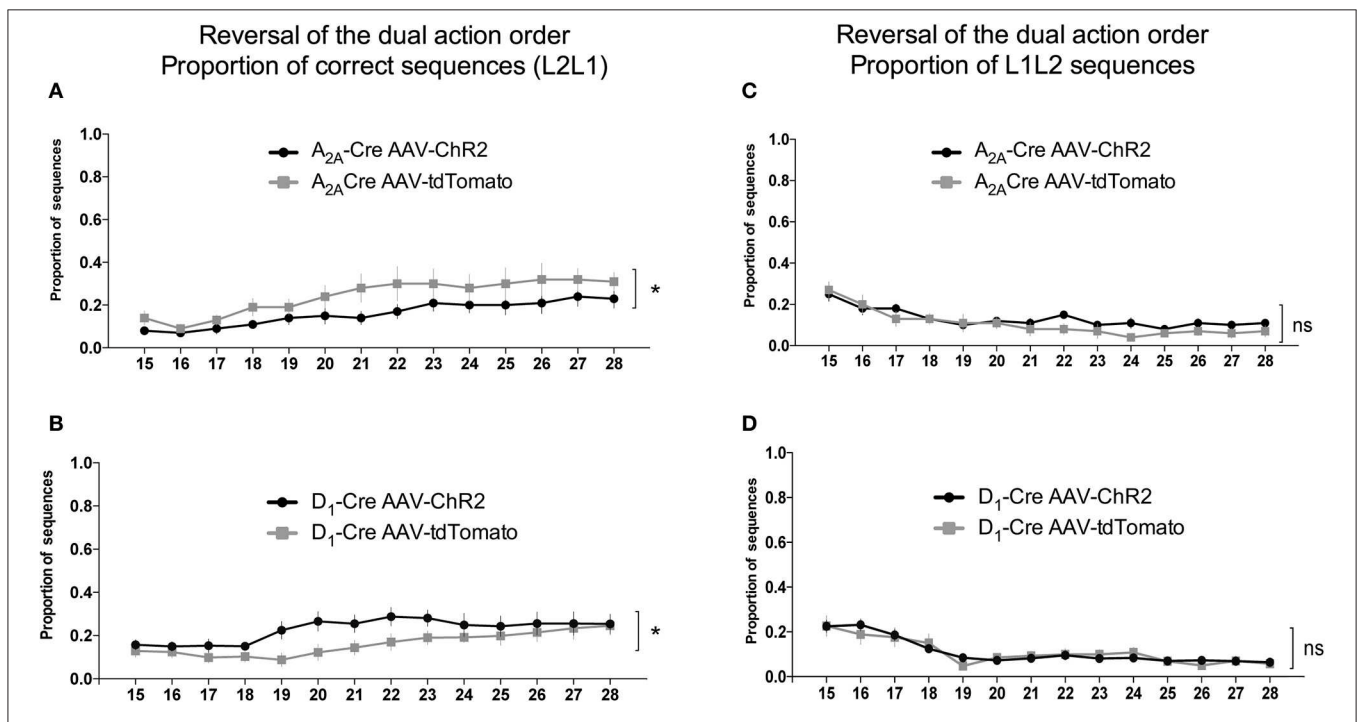 Reversal of the dual action order
Proportion of correct sequences (L2L1)
A
Proportion of sequences
1.0
0.8
0.6
0.4
0.2
0.0
A2A-Cre AAV-ChR2
A2ACre AAV-tdTomato
*
15 16 17 18 19 20 21 22 23 24 25 26 27 28
B
Proportion of sequences
1.0
0.8
0.6
0.4
0.2
0.0
D1-Cre AAV-ChR2
D1-Cre AAV-tdTomato
*
15 16 17 18 19 20 21 22 23 24 25 26 27 28
Reversal of the dual action order
Proportion of L1L2 sequences
C
Proportion of sequences
1.0
0.8
0.6
0.4
0.2
0.0
A2A-Cre AAV-ChR2
A2ACre AAV-tdTomato
ns
15 16 17 18 19 20 21 22 23 24 25 26 27 28
D
Proportion of sequences
1.0
0.8
0.6
0.4
0.2
0.0
D1-Cre AAV-ChR2
D1-Cre AAV-tdTomato
ns
15 16 17 18 19 20 21 22 23 24 25 26 27 28